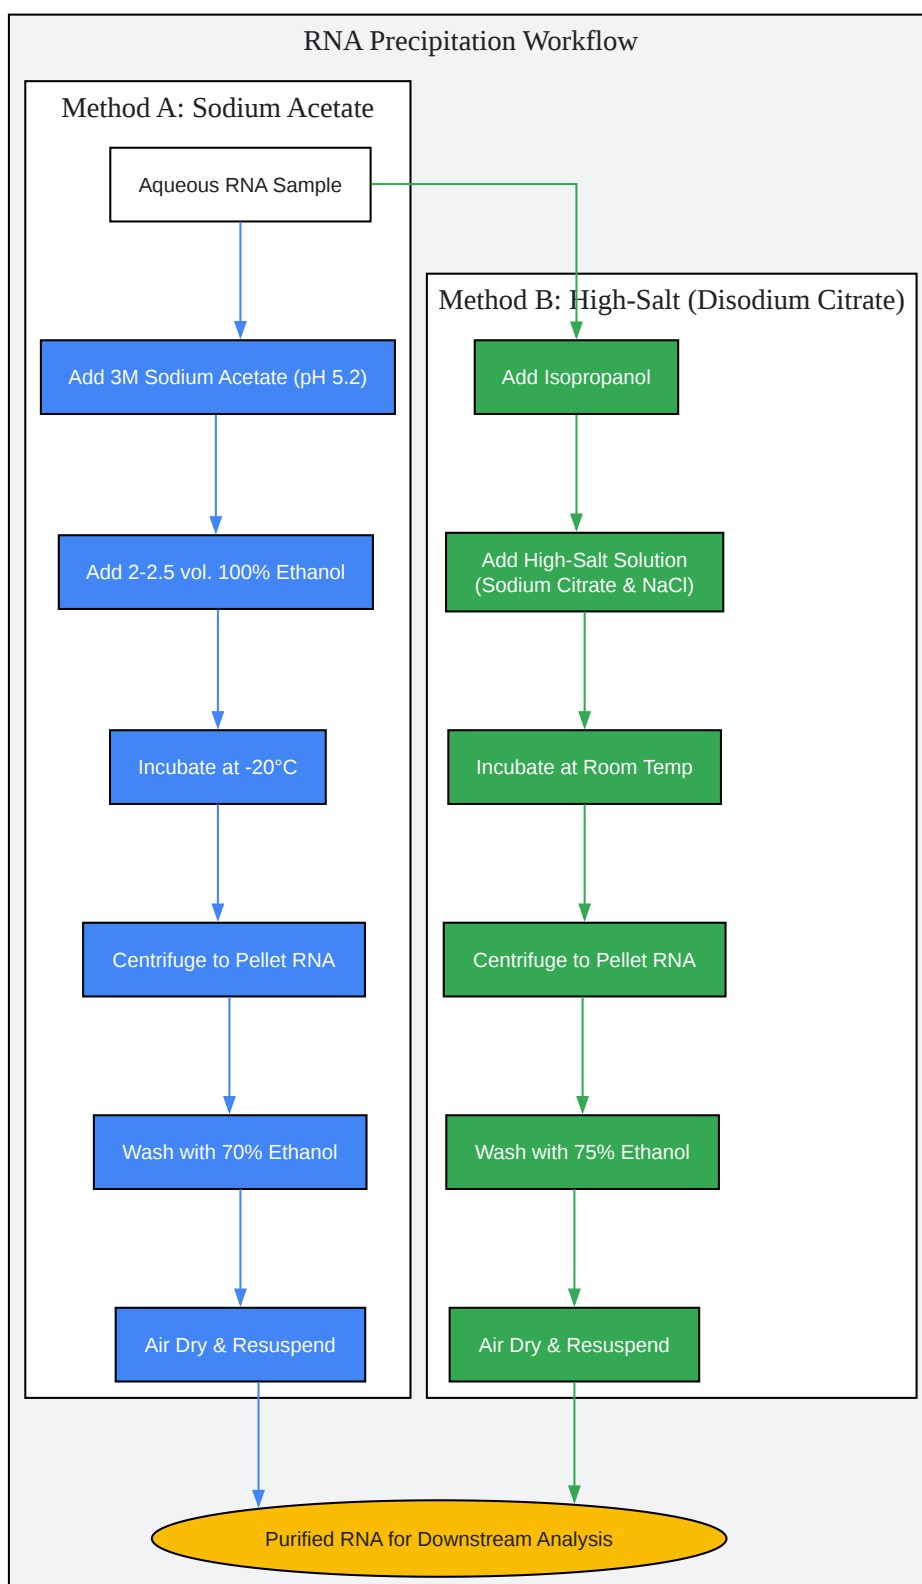 RNA Precipitation Workflow
Method A: Sodium Acetate
Aqueous RNA Sample
Add 3M Sodium Acetate (pH 5.2)
Add 2-2.5 vol. 100% Ethanol
Incubate at -20°C
Centrifuge to Pellet RNA
Wash with 70% Ethanol
Air Dry & Resuspend
Method B: High-Salt (Disodium Citrate)
Add Isopropanol
Add High-Salt Solution
(Sodium Citrate & NaCl)
Incubate at Room Temp
Centrifuge to Pellet RNA
Wash with 75% Ethanol
Air Dry & Resuspend
Purified RNA for Downstream Analysis